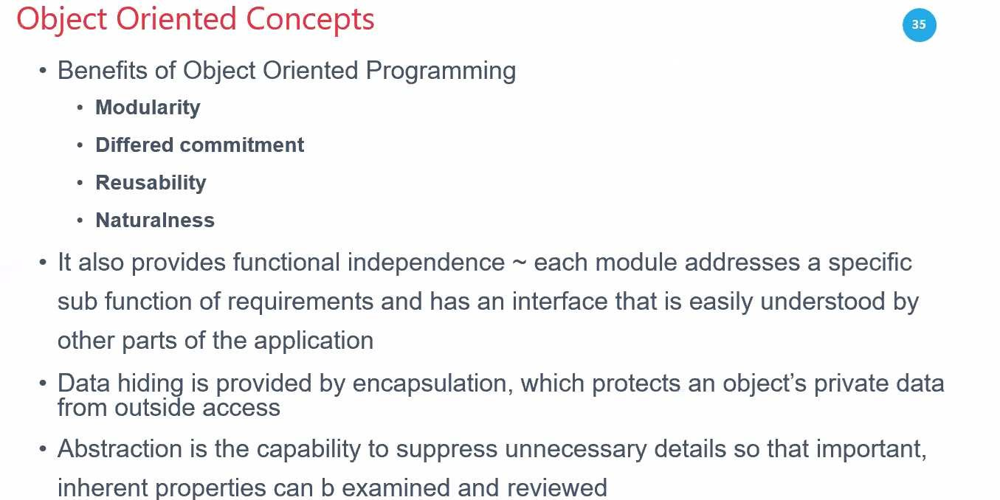 Object Oriented Concepts
35
• Benefits of Object Oriented Programming
• Modularity
• Differed commitment
• Reusability
• Naturalness
• It also provides functional independence ~ each module addresses a specific
sub function of requirements and has an interface that is easily understood by
other parts of the application
• Data hiding is provided by encapsulation, which protects an object’s private data
from outside access
• Abstraction is the capability to suppress unnecessary details so that important,
inherent properties can b examined and reviewed